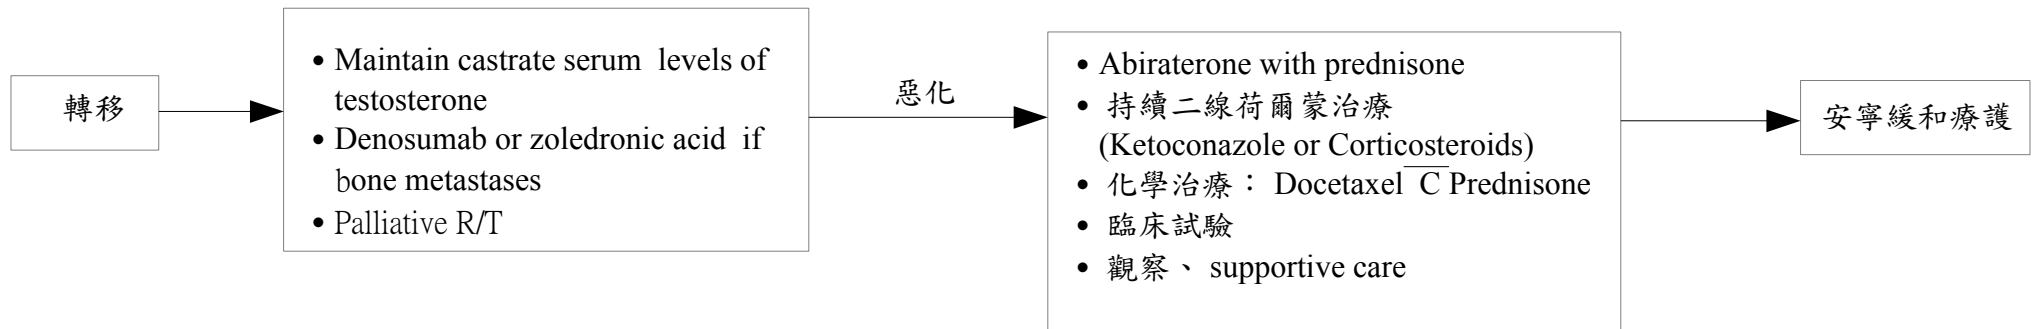 轉移
• Maintain castrate serum levels of
testosterone
• Denosumab or zoledronic acid if
bone metastases
• Palliative R/T
惡化
• Abiraterone with prednisone
• 持續二線荷爾蒙治療
(Ketoconazole or Corticosteroids)
• 化學治療： Docetaxel C̅ Prednisone
• 臨床試驗
• 觀察、 supportive care
安寧緩和療護